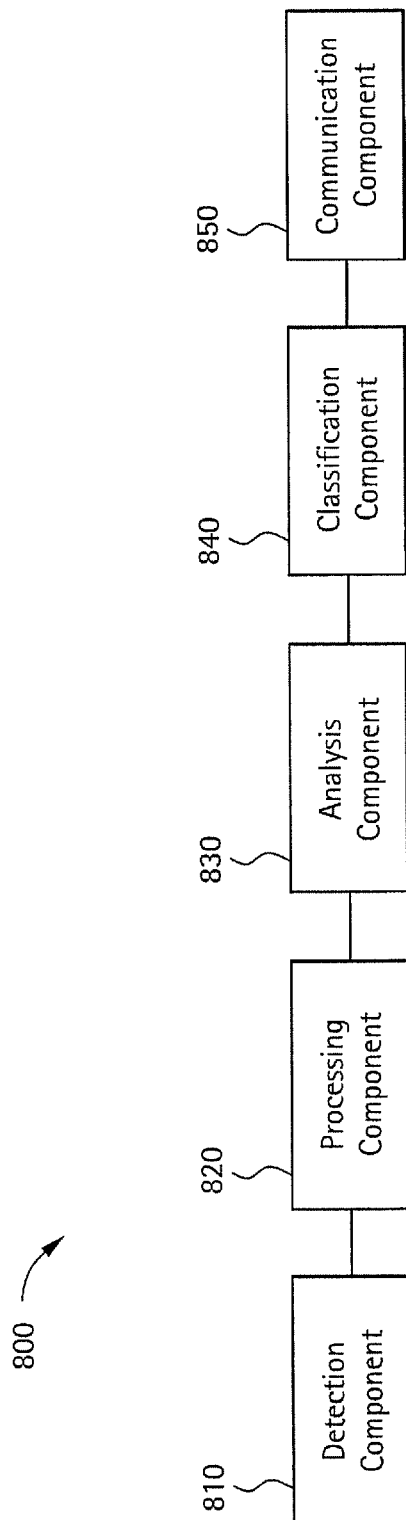 800
810
Detection
Component
820
Processing
Component
830
Analysis
Component
840
Classification
Component
850
Communication
Component